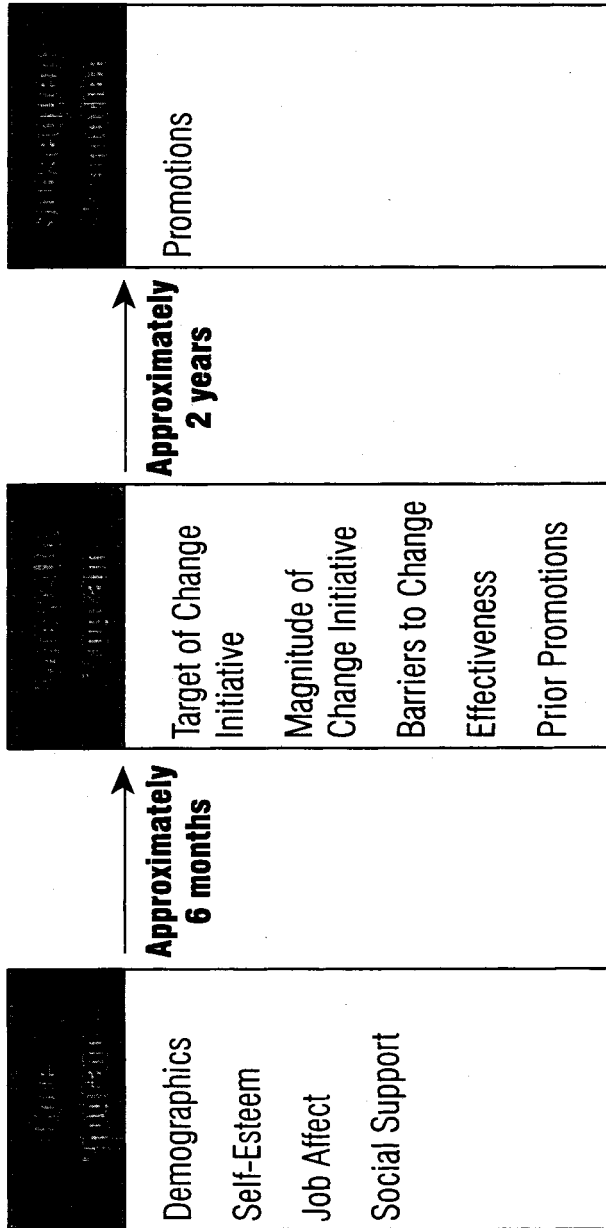 Demographics
Self-Esteem
Job Affect
Social Support
Approximately
6 months
Target of Change
Initiative
Magnitude of
Change Initiative
Barriers to Change
Effectiveness
Prior Promotions
Approximately
2 years
Promotions